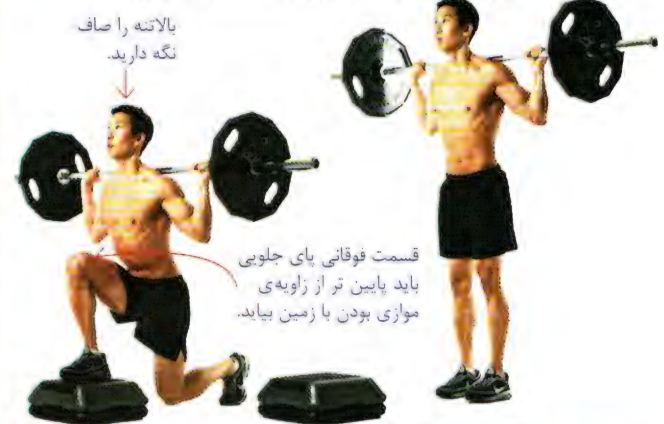 بالاتنه را صاف
نگه دارید.
قسمت فوقانی پای جلویی
باید پایین تر از زاویه‌ی
موازی بودن با زمین بیاید.